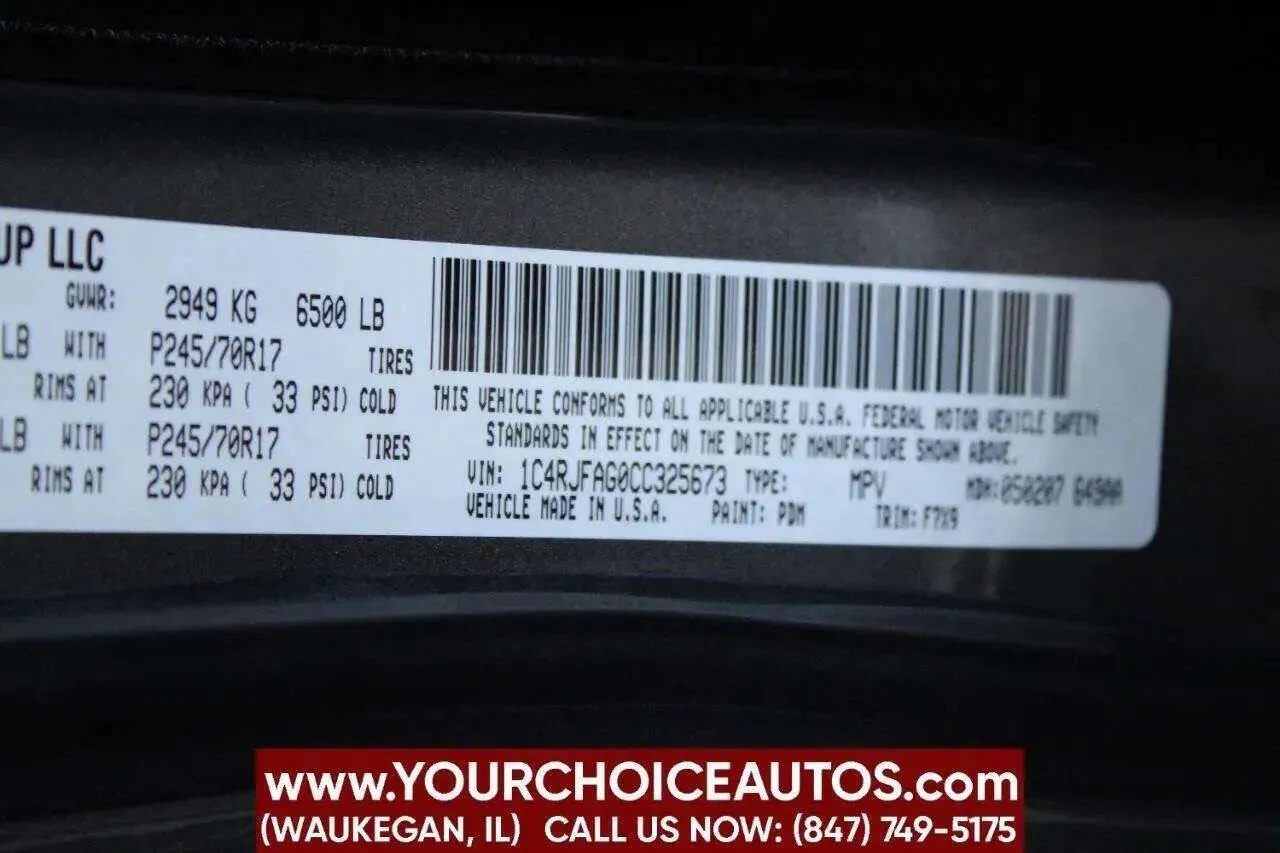 UP LLC
GVWR: 2949 KG 6500 LB
LB WITH P245/70R17 TIRES
RIMS AT 230 KPA ( 33 PSI) COLD
LB WITH P245/70R17 TIRES
RIMS AT 230 KPA ( 33 PSI) COLD
THIS VEHICLE CONFORMS TO ALL APPLICABLE U.S.A. FEDERAL MOTOR VEHICLE SAFETY
STANDARDS IN EFFECT ON THE DATE OF MANUFACTURE SHOWN ABOVE.
VIN: 1C4RJFAG0CC325673 TYPE: MPV MDH:050207
VEHICLE MADE IN U.S.A. PAINT: PDM TRIM: F7X9
www.YOURCHOICEAUTOS.com
(WAUKEGAN, IL) CALL US NOW: (847) 749-5175